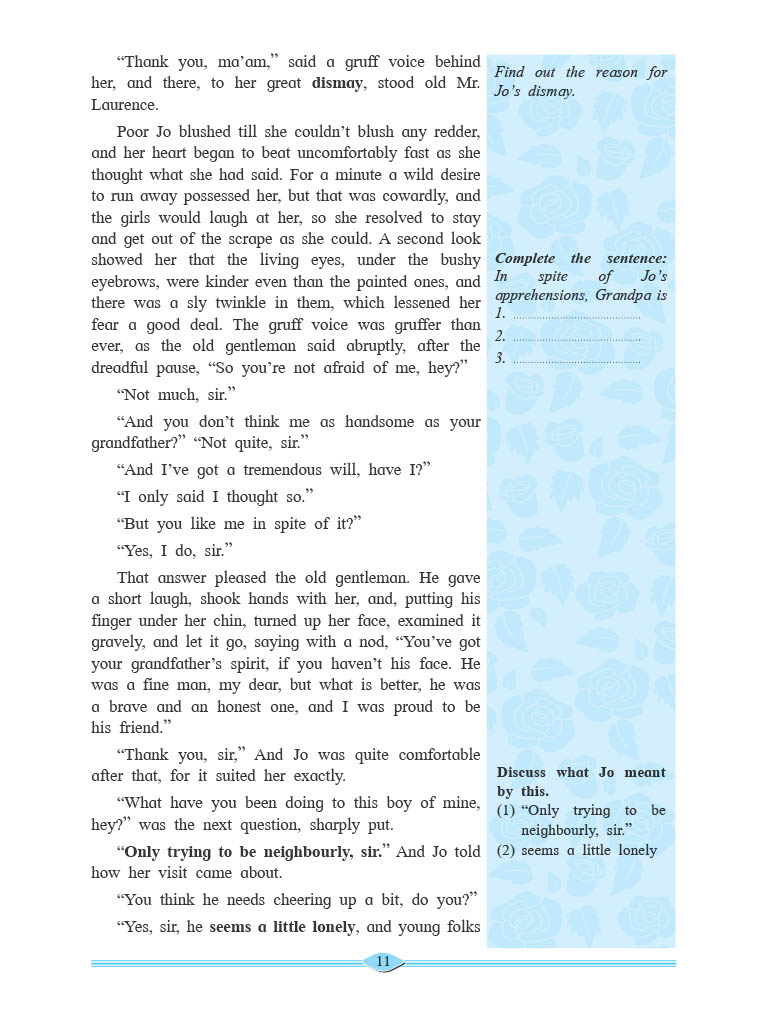 “Thank you, ma’am,” said a gruff voice behind
her, and there, to her great dismay, stood old Mr.
Laurence.
Poor Jo blushed till she couldn’t blush any redder,
and her heart began to beat uncomfortably fast as she
thought what she had said. For a minute a wild desire
to run away possessed her, but that was cowardly, and
the girls would laugh at her, so she resolved to stay
and get out of the scrape as she could. A second look
showed her that the living eyes, under the bushy
eyebrows, were kinder even than the painted ones, and
there was a sly twinkle in them, which lessened her
fear a good deal. The gruff voice was gruffer than
ever, as the old gentleman said abruptly, after the
dreadful pause, “So you’re not afraid of me, hey?”
“Not much, sir.”
“And you don’t think me as handsome as your
grandfather?” “Not quite, sir.”
“And I’ve got a tremendous will, have I?”
“I only said I thought so.”
“But you like me in spite of it?”
“Yes, I do, sir.”
That answer pleased the old gentleman. He gave
a short laugh, shook hands with her, and, putting his
finger under her chin, turned up her face, examined it
gravely, and let it go, saying with a nod, “You’ve got
your grandfather’s spirit, if you haven’t his face. He
was a fine man, my dear, but what is better, he was
a brave and an honest one, and I was proud to be
his friend.”
“Thank you, sir,” And Jo was quite comfortable
after that, for it suited her exactly.
“What have you been doing to this boy of mine,
hey?” was the next question, sharply put.
“Only trying to be neighbourly, sir.” And Jo told
how her visit came about.
“You think he needs cheering up a bit, do you?”
“Yes, sir, he seems a little lonely, and young folks
Find out the reason for
Jo’s dismay.
Complete the sentence:
In spite of Jo’s
apprehensions, Grandpa is
1. ........................................
2. ........................................
3. ........................................
Discuss what Jo meant
by this.
(1) “Only trying to be
neighbourly, sir.”
(2) seems a little lonely
11